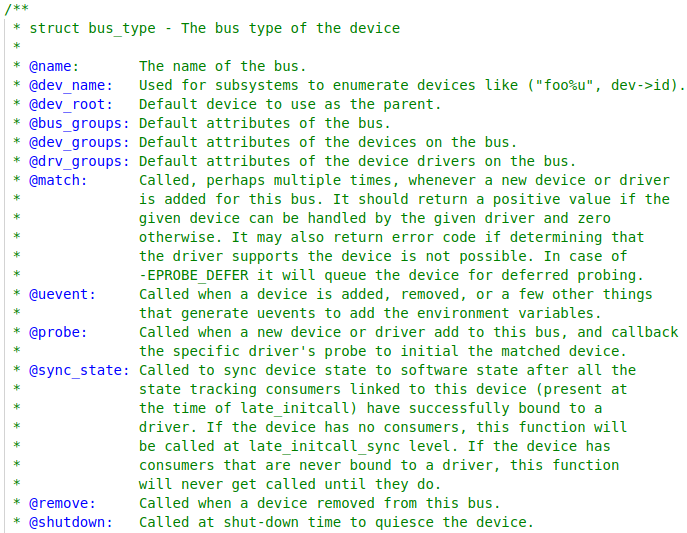 /**
 * struct bus_type - The bus type of the device
 *
 * @name:       The name of the bus.
 * @dev_name:   Used for subsystems to enumerate devices like ("foo%u", dev->id).
 * @dev_root:   Default device to use as the parent.
 * @bus_groups: Default attributes of the bus.
 * @dev_groups: Default attributes of the devices on the bus.
 * @drv_groups: Default attributes of the device drivers on the bus.
 * @match:      Called, perhaps multiple times, whenever a new device or driver
 *              is added for this bus. It should return a positive value if the
 *              given device can be handled by the given driver and zero
 *              otherwise. It may also return error code if determining that
 *              the driver supports the device is not possible. In case of
 *              -EPROBE_DEFER it will queue the device for deferred probing.
 * @uevent:     Called when a device is added, removed, or a few other things
 *              that generate uevents to add the environment variables.
 * @probe:      Called when a new device or driver add to this bus, and callback
 *              the specific driver's probe to initial the matched device.
 * @sync_state: Called to sync device state to software state after all the
 *              state tracking consumers linked to this device (present at
 *              the time of late_initcall) have successfully bound to a
 *              driver. If the device has no consumers, this function will
 *              be called at late_initcall_sync level. If the device has
 *              consumers that are never bound to a driver, this function
 *              will never get called until they do.
 * @remove:     Called when a device removed from this bus.
 * @shutdown:   Called at shut-down time to quiesce the device.